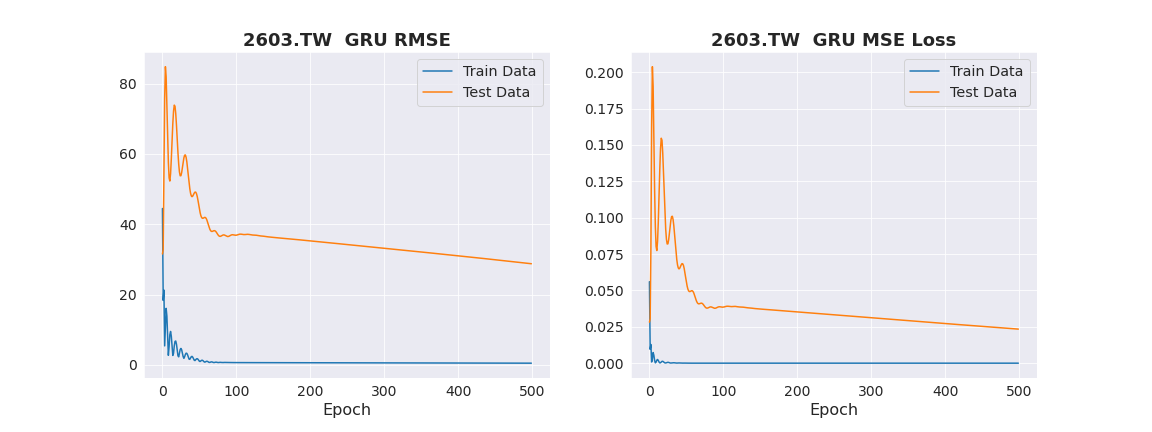 2603.TW  GRU RMSE
80
60
40
20
0
0 100 200 300 400 500
Epoch
Train Data
Test Data
2603.TW  GRU MSE Loss
0.200
0.175
0.150
0.125
0.100
0.075
0.050
0.025
0.000
0 100 200 300 400 500
Epoch
Train Data
Test Data